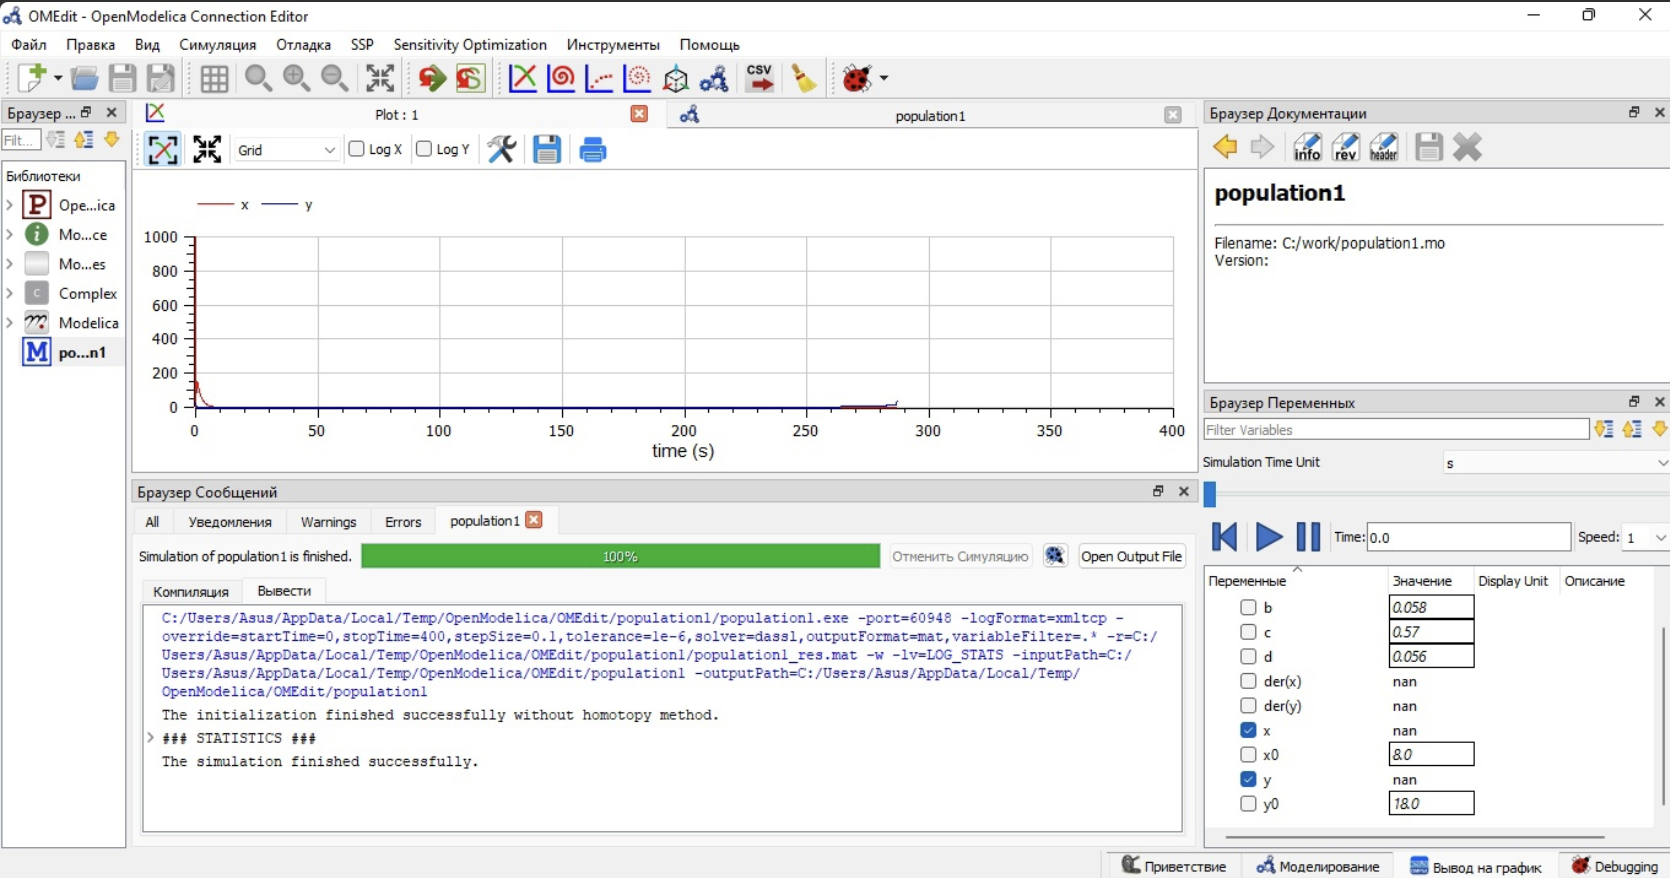 OMEdit - OpenModelica Connection Editor
Файл Правка Вид Симуляция Отладка SSP Sensitivity Optimization Инструменты Помощь
CSV
Браузер ...
Filt...
Библиотеки
P Ope...ica
i Mo...ce
Mo...es
C Complex
Modelica
M po...n1
Plot : 1
population1
Grid Log X Log Y
x y
1000
800
600
400
200
0
0 50 100 150 200 250 300 350 400
time (s)
Браузер Сообщений
All Уведомления Warnings Errors population1
Simulation of population1 is finished. 100% Отменить Симуляцию Open Output File
Компиляция Вывести
C:/Users/Asus/AppData/Local/Temp/OpenModelica/OMEdit/population1/population1.exe -port=60948 -logFormat=xmltcp -
override=startTime=0,stopTime=400,stepSize=0.1,tolerance=1e-6,solver=dassl,outputFormat=mat,variableFilter=.* -r=C:/
Users/Asus/AppData/Local/Temp/OpenModelica/OMEdit/population1/population1_res.mat -w -lv=LOG_STATS -inputPath=C:/
Users/Asus/AppData/Local/Temp/OpenModelica/OMEdit/population1 -outputPath=C:/Users/Asus/AppData/Local/Temp/
OpenModelica/OMEdit/population1
The initialization finished successfully without homotopy method.
### STATISTICS ###
The simulation finished successfully.
Браузер Документации
info rev header
population1
Filename: C:/work/population1.mo
Version:
Браузер Переменных
Filter Variables
Simulation Time Unit s
Time: 0.0 Speed: 1
Переменные Значение Display Unit Описание
b 0.058
c 0.57
d 0.056
der(x) nan
der(y) nan
x nan
x0 8.0
y nan
y0 18.0
Приветствие Моделирование Вывод на график Debugging